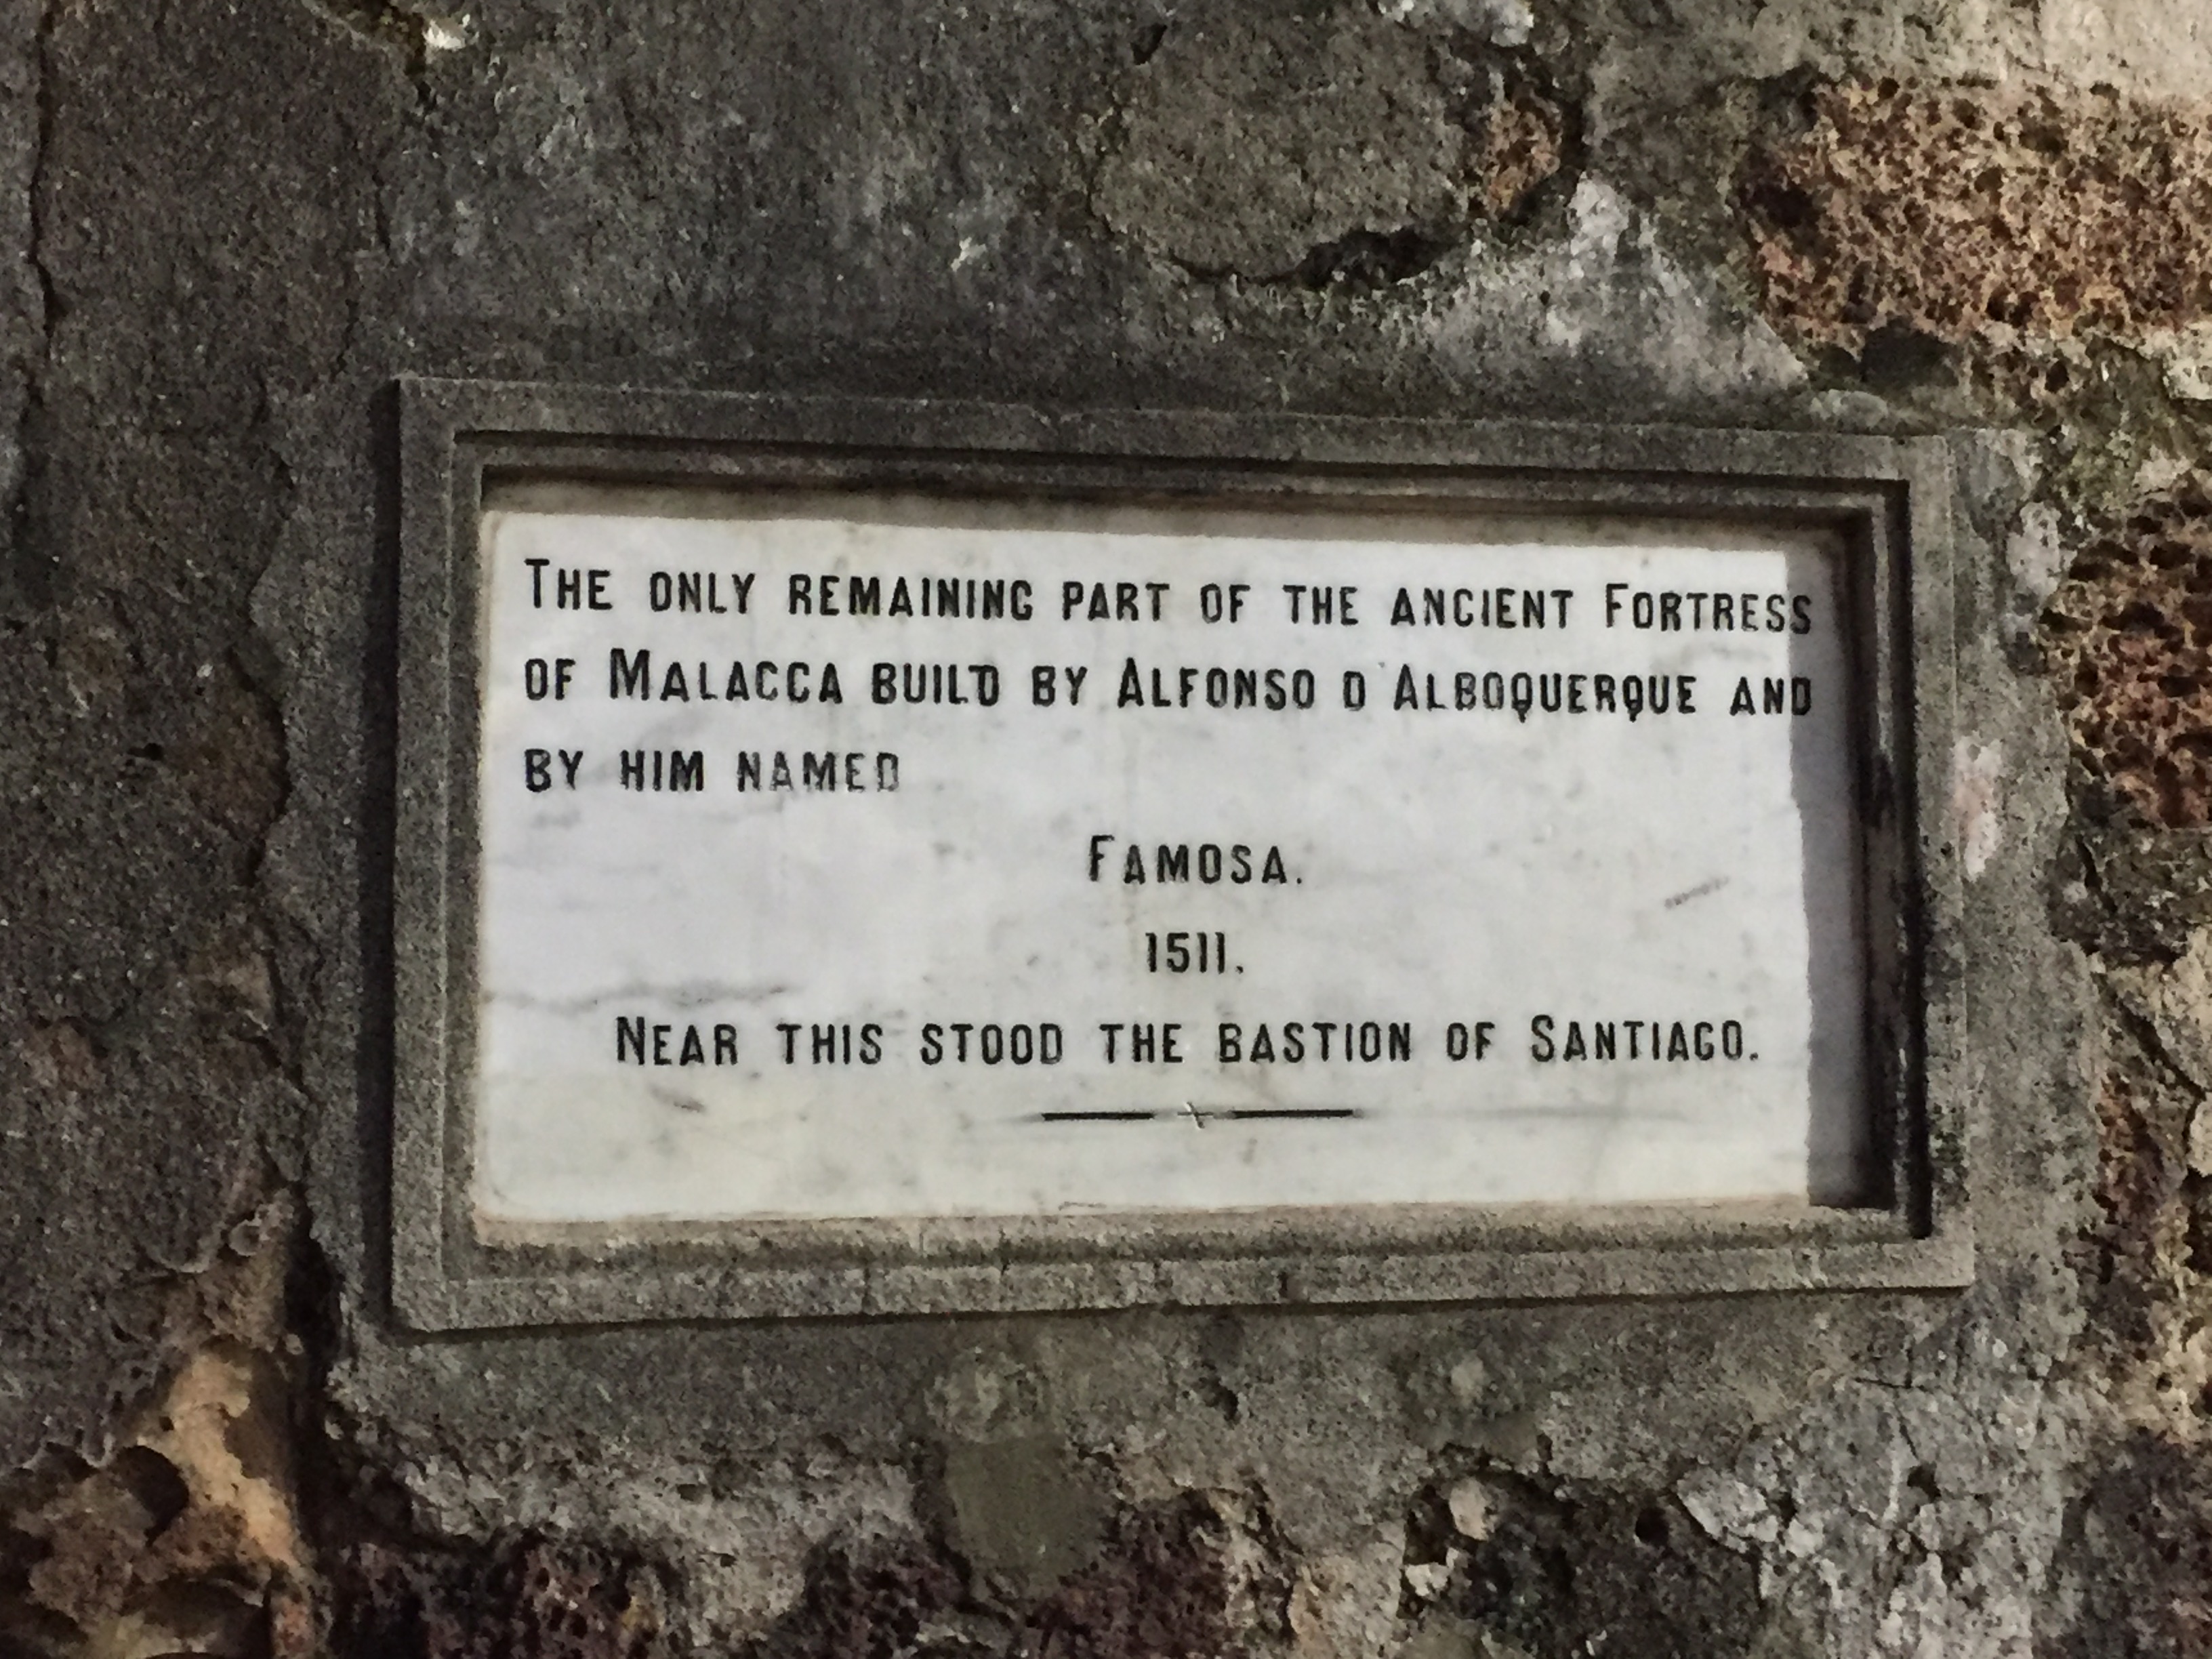 THE ONLY REMAINING PART OF THE ANCIENT FORTRESS
OF MALACCA BUILD BY ALFONSO D'ALBOQUERQUE AND
BY HIM NAMED
FAMOSA.
1511.
NEAR THIS STOOD THE BASTION OF SANTIAGO.